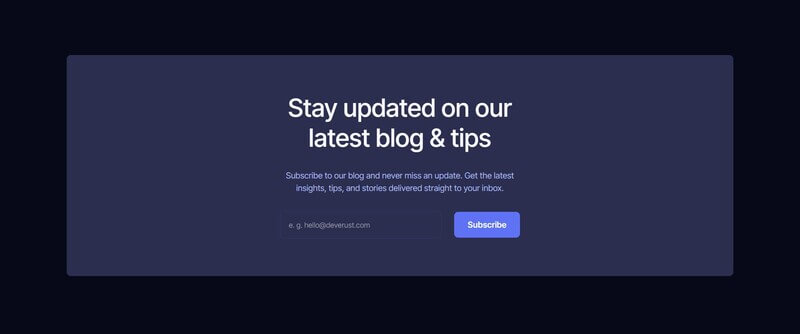 Stay updated on our
latest blog & tips
Subscribe to our blog and never miss an update. Get the latest
insights, tips, and stories delivered straight to your inbox.
e. g. hello@deverust.com
Subscribe